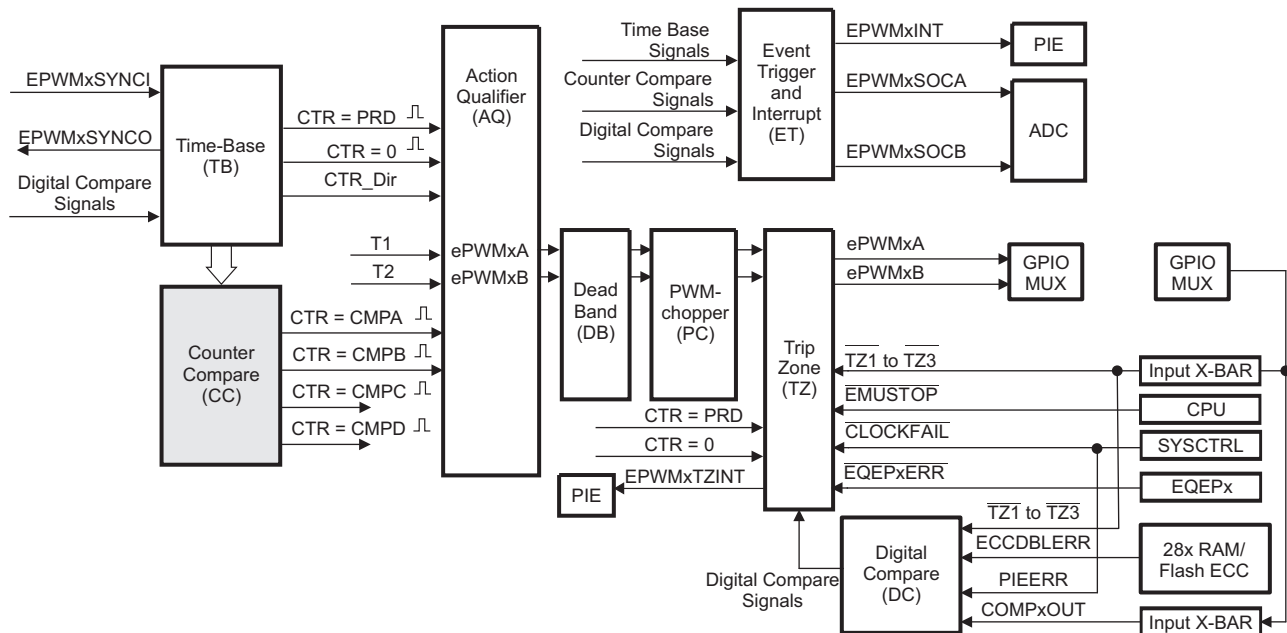 EPWMxSYNCI
EPWMxSYNCO
Digital Compare
Signals
Time-Base
(TB)
CTR = PRD
CTR = 0
CTR_Dir
T1
T2
Counter
Compare
(CC)
CTR = CMPA
CTR = CMPB
CTR = CMPC
CTR = CMPD
Action
Qualifier
(AQ)
ePWMxA
ePWMxB
Time Base
Signals
Counter Compare
Signals
Digital Compare
Signals
Event
Trigger
and
Interrupt
(ET)
EPWMxINT
EPWMxSOCA
EPWMxSOCB
PIE
ADC
Dead
Band
(DB)
PWM-
chopper
(PC)
Trip
Zone
(TZ)
ePWMxA
ePWMxB
GPIO
MUX
GPIO
MUX
CTR = PRD
CTR = 0
EPWMxTZINT
PIE
TZ1 to TZ3
EMUSTOP
CLOCKFAIL
EQEPxERR
Input X-BAR
CPU
SYSCTRL
EQEPx
TZ1 to TZ3
ECCDBLERR
PIEERR
COMPxOUT
Digital
Compare
(DC)
Digital Compare
Signals
28x RAM/
Flash ECC
Input X-BAR